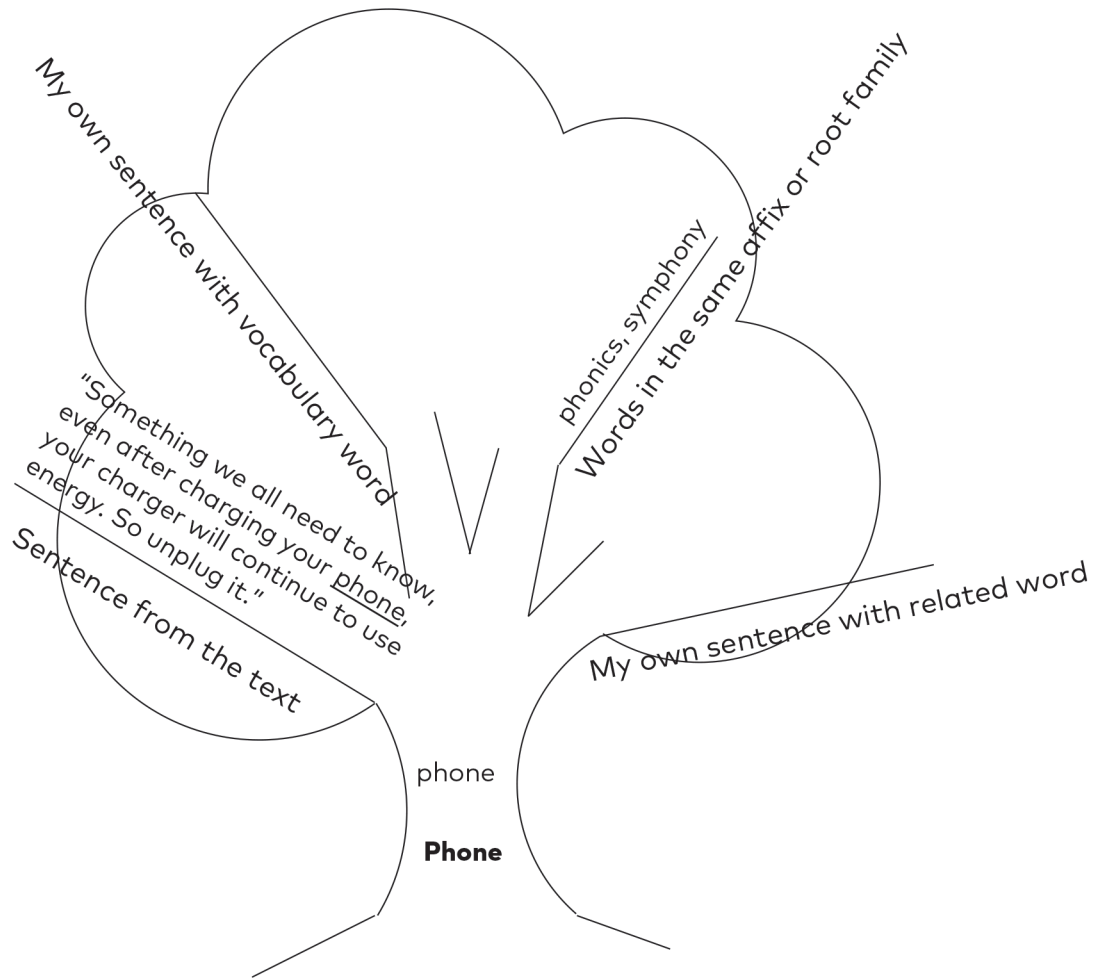 My own sentence with vocabulary word
phonics, symphony
Words in the same affix or root family
"Something we all need to know,
even after charging your phone,
your charger will continue to use
energy. So unplug it.”
Sentence from the text
My own sentence with related word
phone
Phone